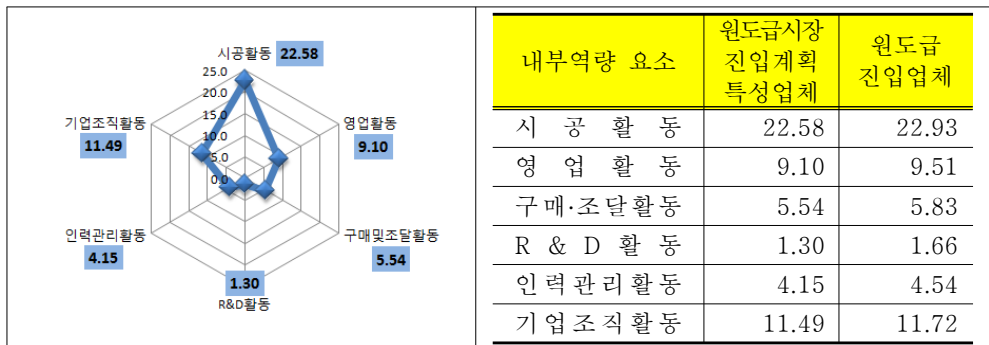 시공활동 22.58
25.0
20.0
15.0
10.0
5.0
0.0
영업활동
9.10
구매및조달활동
5.54
1.30
R&D활동
인력관리활동
4.15
기업조직활동
11.49
내부역량 요소 원도급시장 진입계획 특성업체 원도급 진입업체
시 공 활 동 22.58 22.93
영 업 활 동 9.10 9.51
구매·조달활동 5.54 5.83
R & D 활 동 1.30 1.66
인력관리활동 4.15 4.54
기업조직활동 11.49 11.72